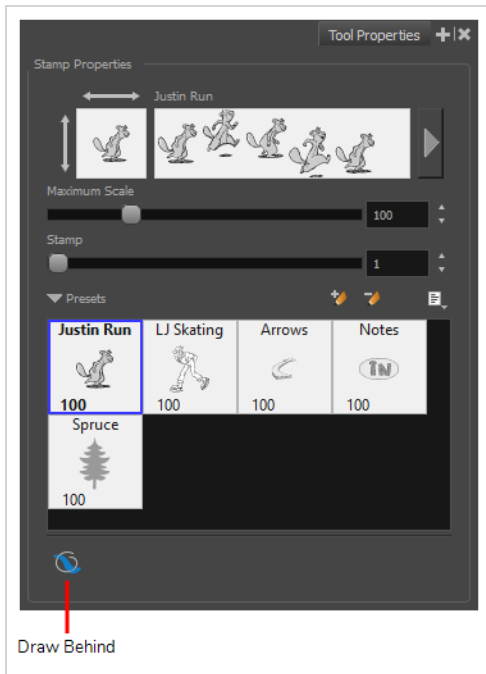 Tool Properties
Stamp Properties
Justin Run
Maximum Scale
100
Stamp
1
Presets
Justin Run LJ Skating Arrows Notes
IN
100 100 100 100
Spruce
100
Draw Behind